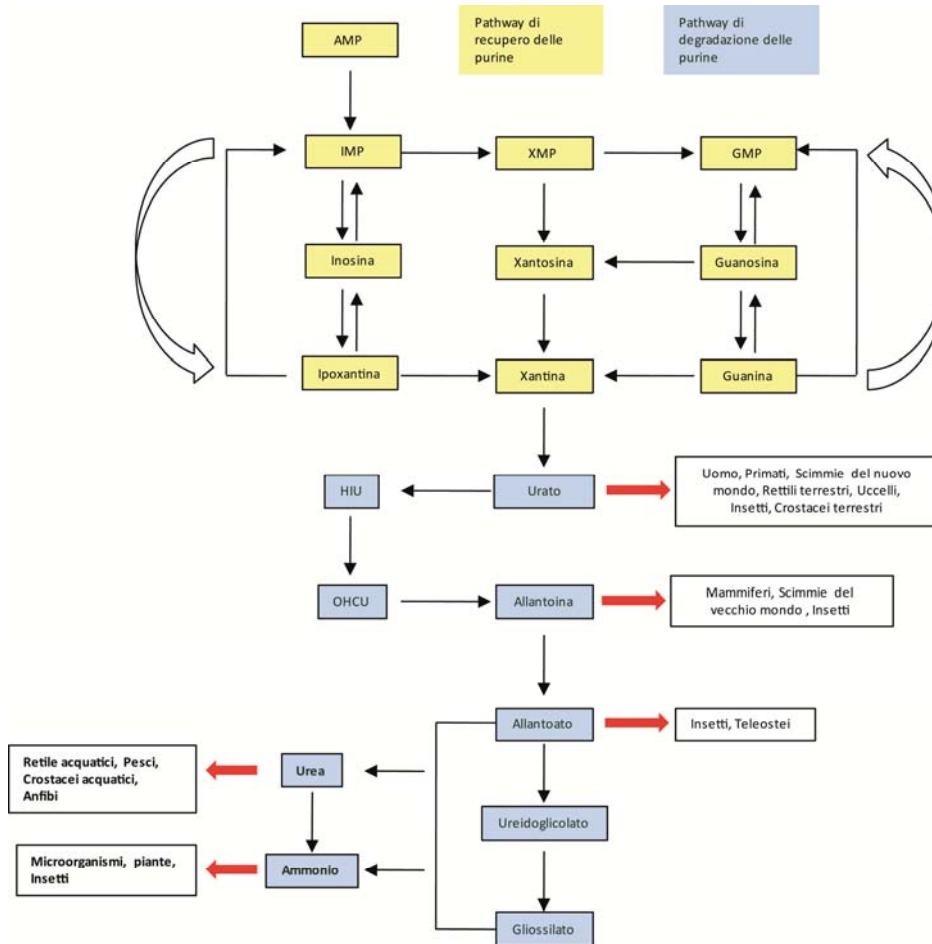 AMP
Pathway di
recupero delle
purine
Pathway di
degradazione delle
purine
IMP
XMP
GMP
Inosina
Xantosina
Guanosina
Ipoxantina
Xantina
Guanina
HIU
Urato
Uomo, Primati, Scimmie del nuovo
mondo, Rettili terrestri, Uccelli,
Insetti, Crostacei terrestri
OHCU
Allantoina
Mammiferi, Scimmie del
vecchio mondo , Insetti
Allantoato
Insetti, Teleostei
Retile acquatici, Pesci,
Crostacei acquatici,
Anfibi
Urea
Ureidoglicolato
Microorganismi, piante,
Insetti
Ammonio
Gliossilato